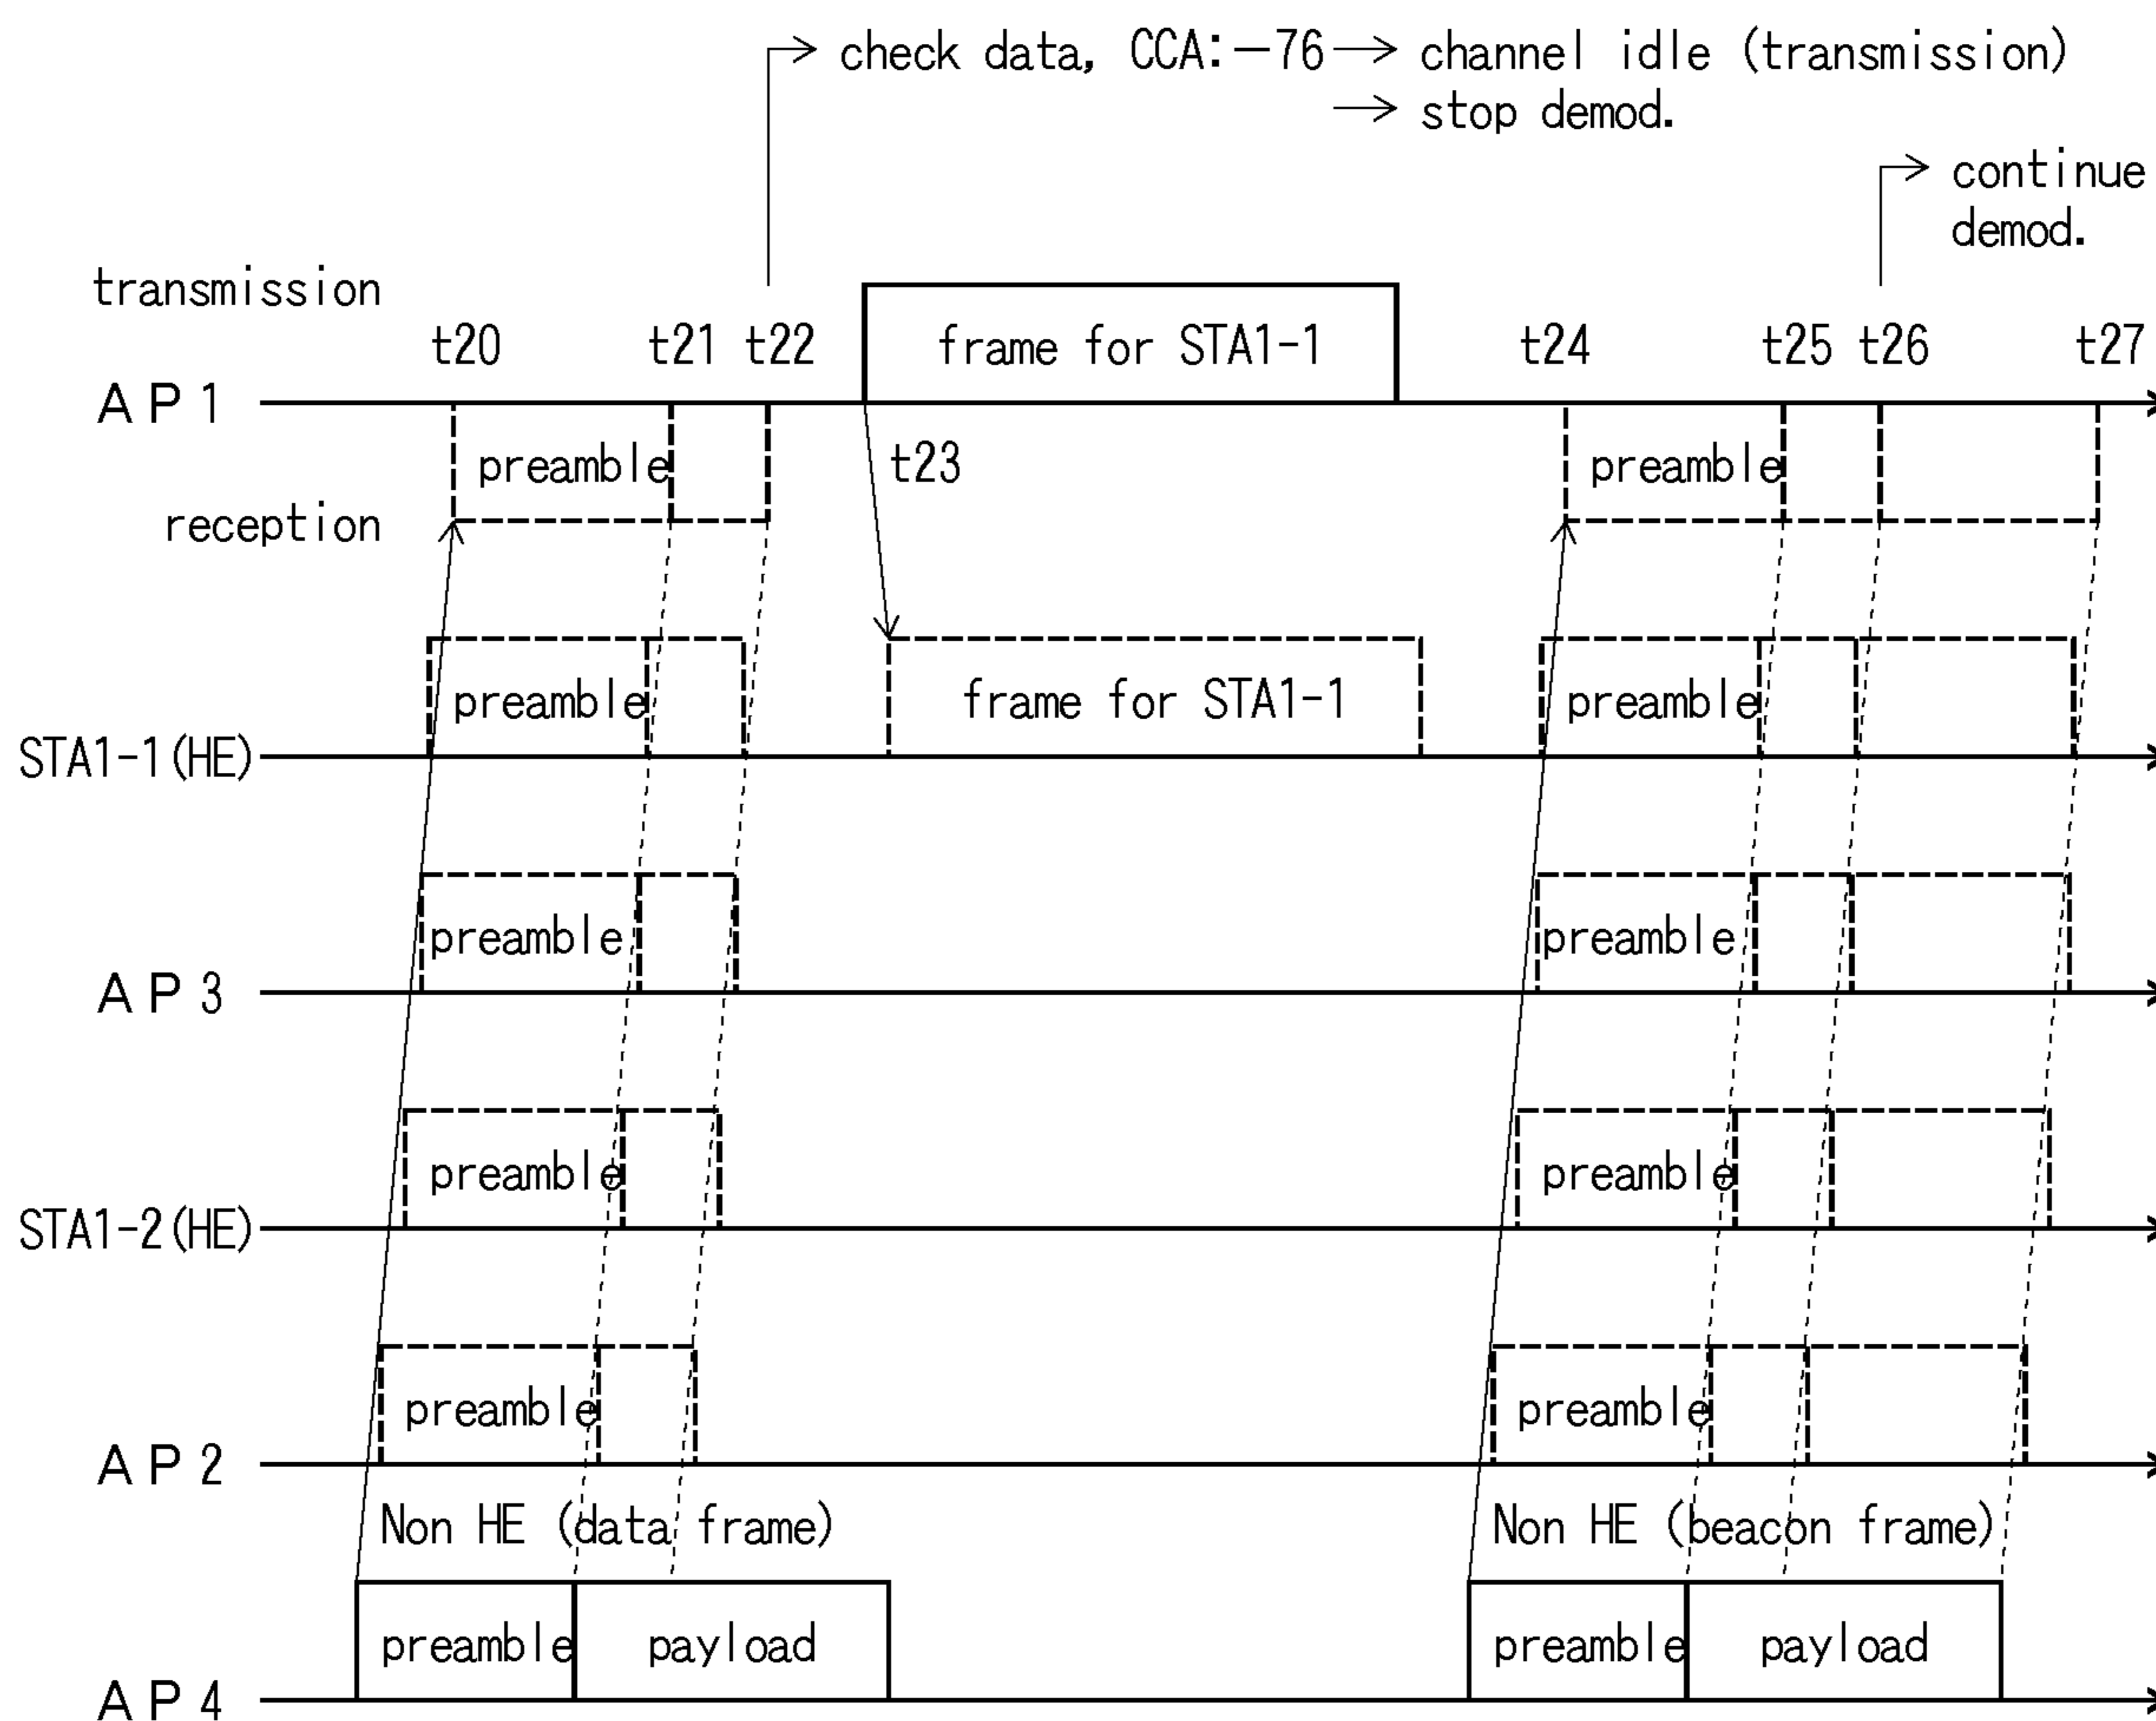 check data, CCA:−76 → channel idle (transmission)
→ stop demod.
continue
demod.
transmission
t20 t21 t22 frame for STA1-1 t24 t25 t26 t27
AP1
preamble t23 preamble
reception
preamble frame for STA1-1 preamble
STA1-1(HE)
preamble preamble
AP3
preamble preamble
STA1-2(HE)
preamble preamble
AP2
Non HE (data frame) Non HE (beacon frame)
preamble payload preamble payload
AP4